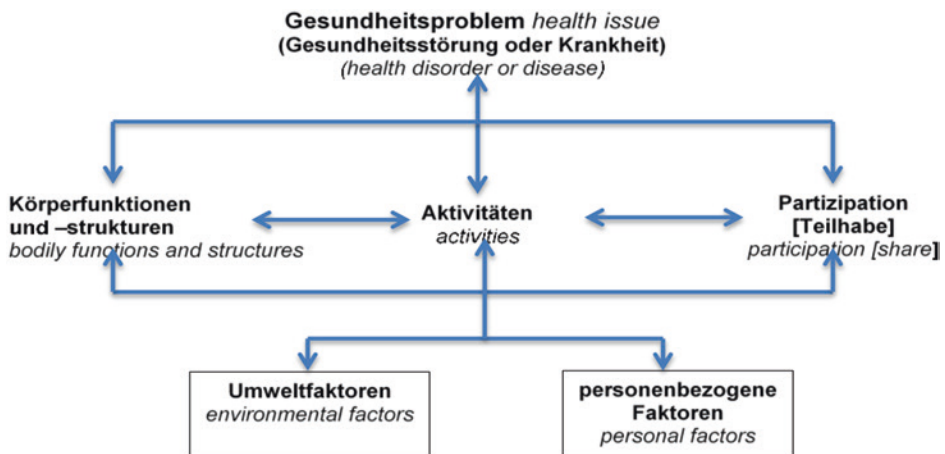 Gesundheitsproblem health issue
(Gesundheitsstörung oder Krankheit)
(health disorder or disease)
Körperfunktionen
und –strukturen
bodily functions and structures
Aktivitäten
activities
Partizipation
[Teilhabe]
participation [share]
Umweltfaktoren
environmental factors
personenbezogene
Faktoren
personal factors